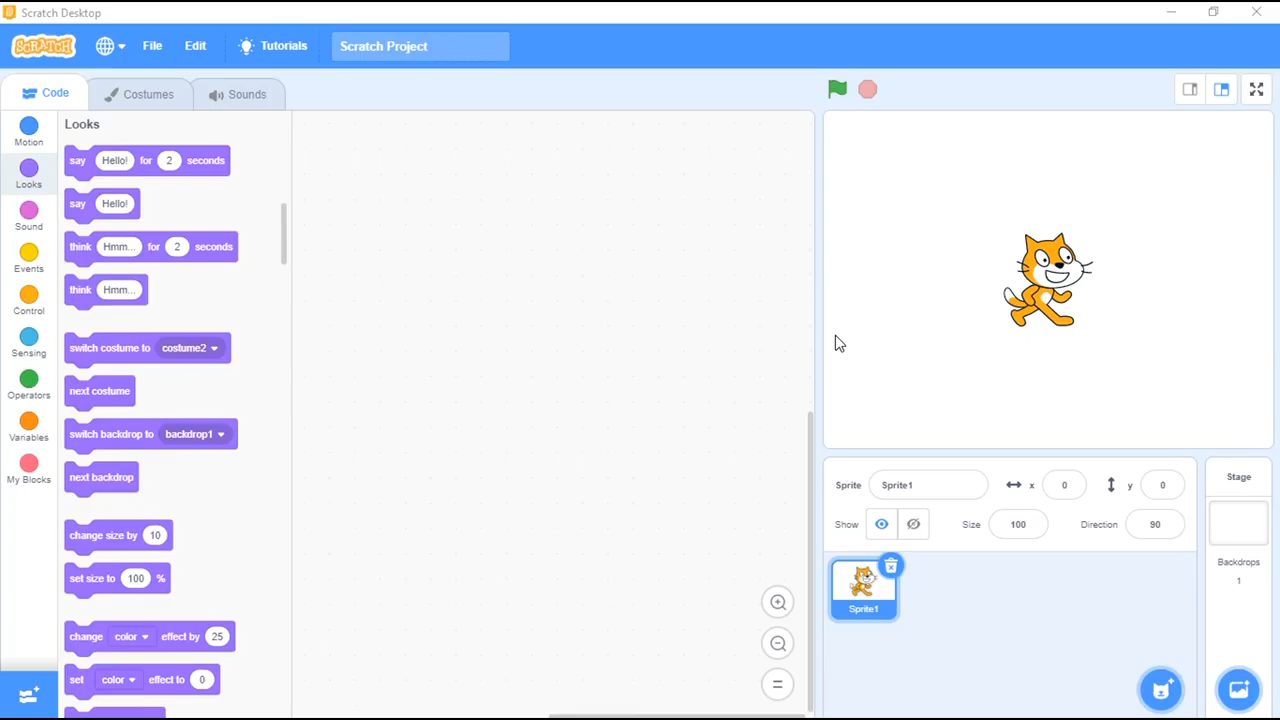 Scratch Desktop
SCRATCH File Edit Tutorials Scratch Project
Code Costumes Sounds
Motion
Looks
Sound
Events
Control
Sensing
Operators
Variables
My Blocks
Looks
say Hello! for 2 seconds
say Hello!
think Hmm... for 2 seconds
think Hmm...
switch costume to costume2
next costume
switch backdrop to backdrop1
next backdrop
change size by 10
set size to 100 %
change color effect by 25
set color effect to 0
Sprite Sprite1 x 0 y 0
Show Size 100 Direction 90
Sprite1
Stage
Backdrops
1